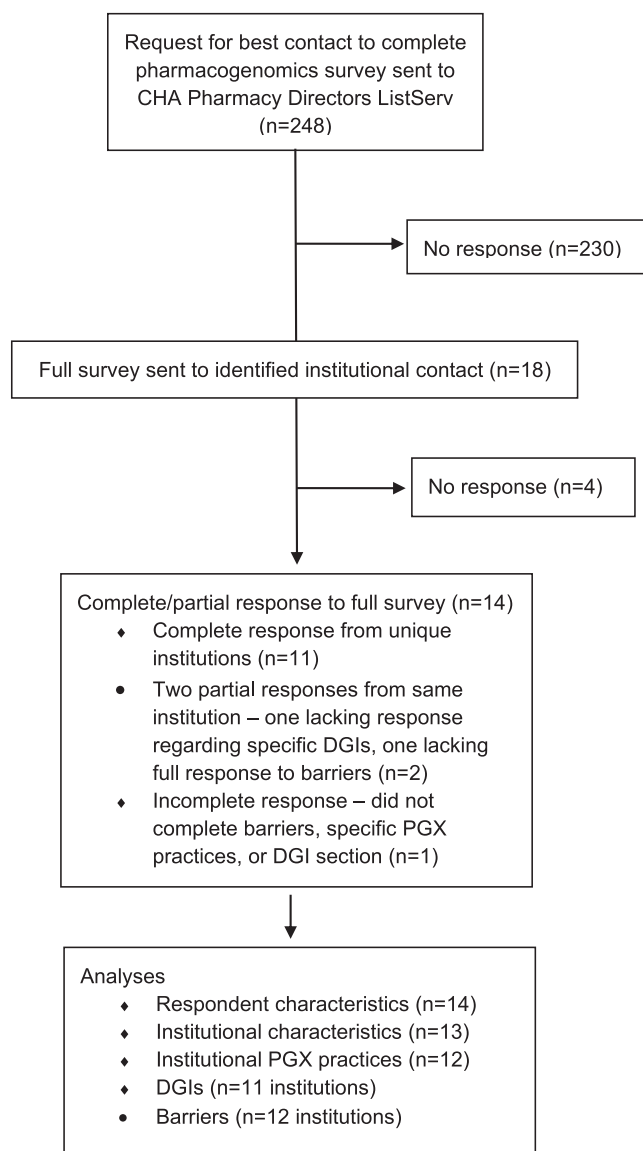 Request for best contact to complete
pharmacogenomics survey sent to
CHA Pharmacy Directors ListServ
(n=248)
No response (n=230)
Full survey sent to identified institutional contact (n=18)
No response (n=4)
Complete/partial response to full survey (n=14)
♦ Complete response from unique
institutions (n=11)
• Two partial responses from same
institution – one lacking response
regarding specific DGIs, one lacking
full response to barriers (n=2)
♦ Incomplete response – did not
complete barriers, specific PGX
practices, or DGI section (n=1)
Analyses
♦ Respondent characteristics (n=14)
♦ Institutional characteristics (n=13)
♦ Institutional PGX practices (n=12)
♦ DGIs (n=11 institutions)
• Barriers (n=12 institutions)